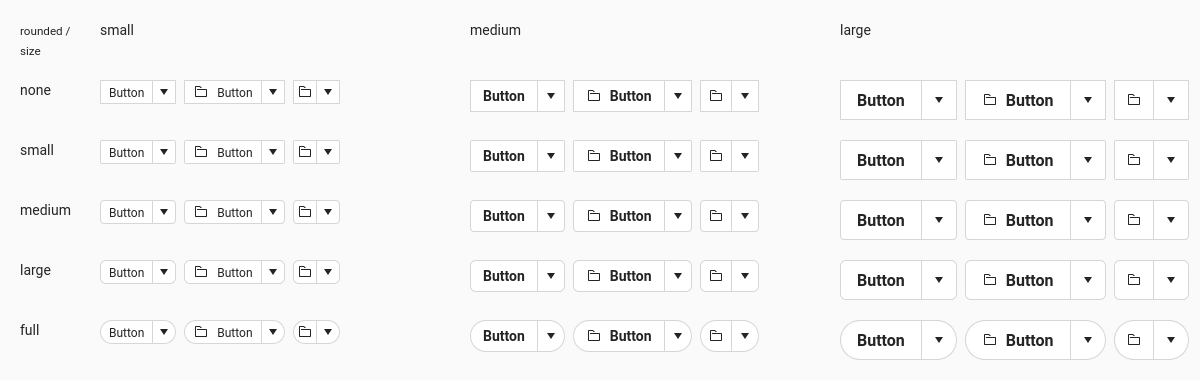 rounded / small medium large
size
none Button Button Button Button Button Button
small Button Button Button Button Button Button
medium Button Button Button Button Button Button
large Button Button Button Button Button Button
full Button Button Button Button Button Button